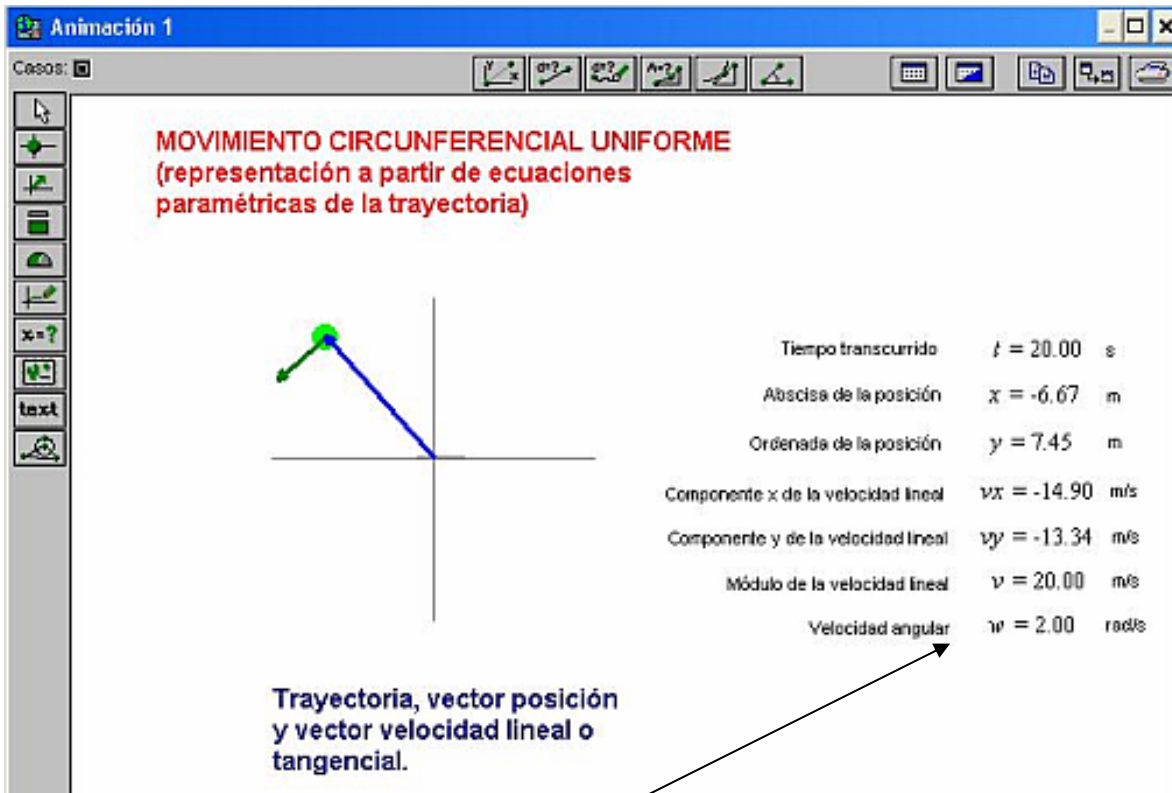 Animación 1
Casos:
MOVIMIENTO CIRCUNFERENCIAL UNIFORME
(representación a partir de ecuaciones
paramétricas de la trayectoria)
Tiempo transcurrido t = 20.00 s
Abscisa de la posición x = -6.67 m
Ordenada de la posición y = 7.45 m
Componente x de la velocidad lineal vx = -14.90 m/s
Componente y de la velocidad lineal vy = -13.34 m/s
Módulo de la velocidad lineal v = 20.00 m/s
Velocidad angular w = 2.00 rad/s
x=?
text
Trayectoria, vector posición
y vector velocidad lineal o
tangencial.